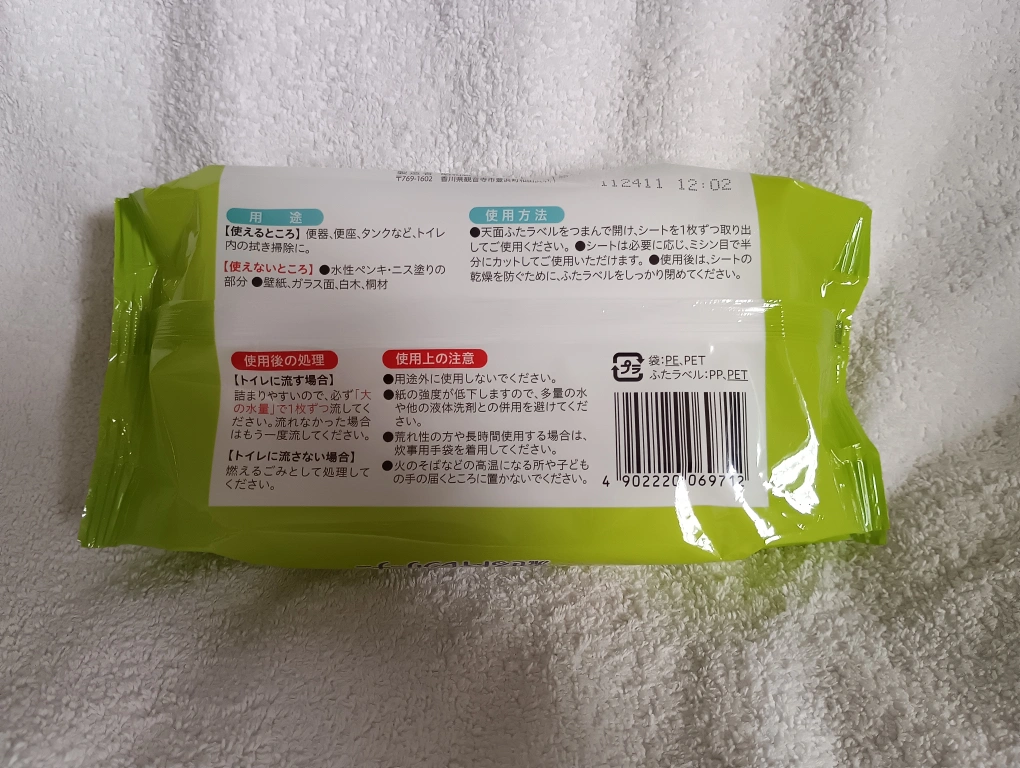 〒769-1602 香川県観音寺市豊浜町
112411 12:02
用 途
【使えるところ】便器、便座、タンクなど、トイレ
内の拭き掃除に。
【使えないところ】●水性ペンキ・ニス塗りの
部分 ●壁紙、ガラス面、白木、桐材
使用方法
●天面ふたラベルをつまんで開け、シートを1枚ずつ取り出
してご使用ください。●シートは必要に応じ、ミシン目で半
分にカットしてご使用いただけます。●使用後は、シートの
乾燥を防ぐために、ふたラベルをしっかり閉めてください。
使用後の処理
【トイレに流す場合】
詰まりやすいので、必ず「大
の水量」で1枚ずつ流してく
ださい。流れなかった場合
はもう一度流してください。
【トイレに流さない場合】
燃えるごみとして処理して
ください。
使用上の注意
●用途外に使用しないでください。
●紙の強度が低下しますので、多量の水
や他の液体洗剤との併用を避けてくだ
さい。
●荒れ性の方や長時間使用する場合は、
炊事用手袋を着用してください。
●火のそばなどの高温になる所や子ども
の手の届くところに置かないでください。
プラ
袋:PE、PET
ふたラベル:PP、PET
4 902220 069712